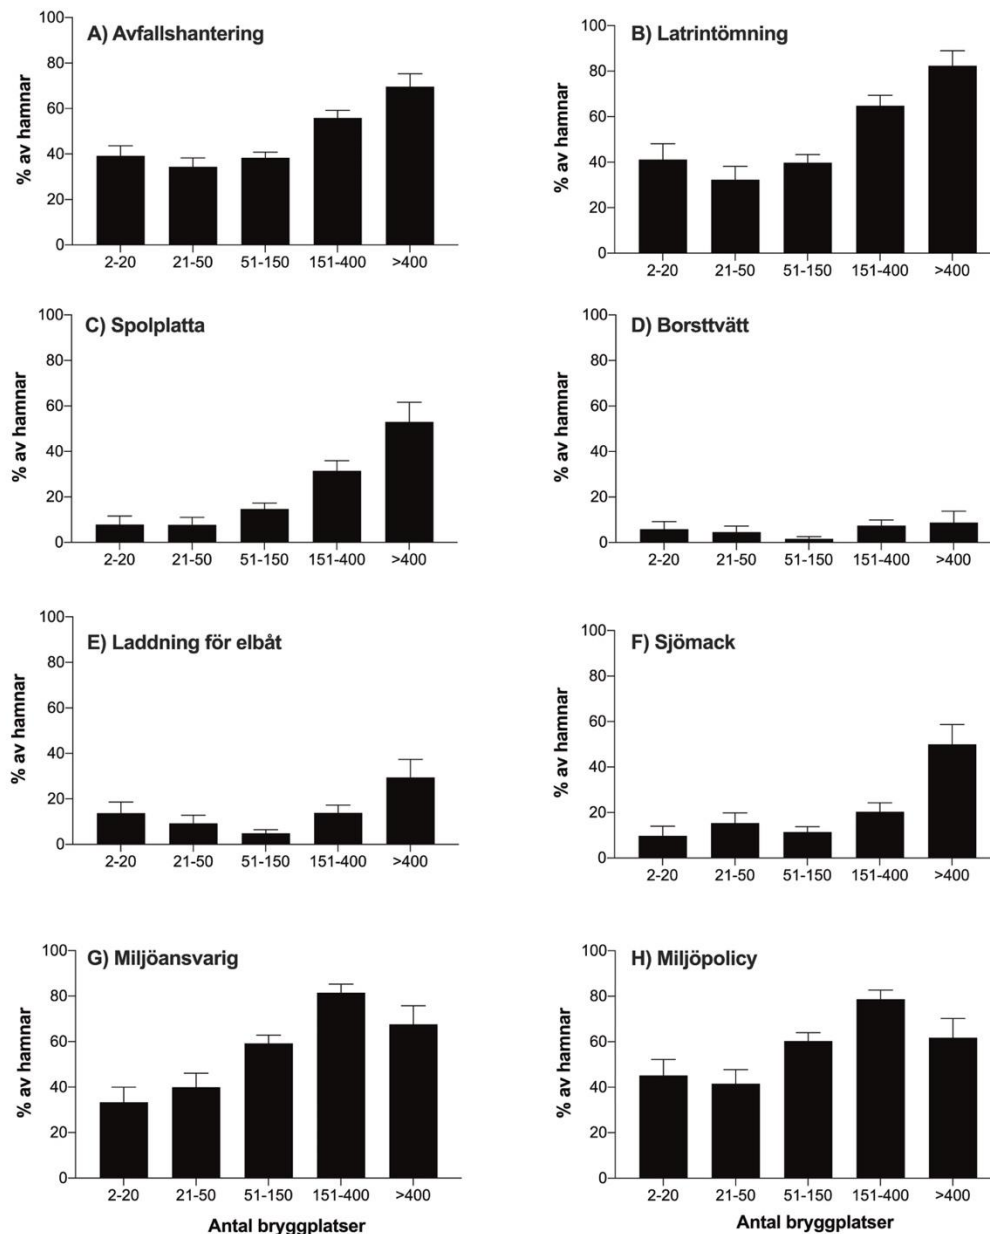 A) Avfallshantering
% av hamnar
100
80
60
40
20
0
2-20 21-50 51-150 151-400 >400
B) Latrintömning
% av hamnar
100
80
60
40
20
0
2-20 21-50 51-150 151-400 >400
C) Spolplatta
% av hamnar
100
80
60
40
20
0
2-20 21-50 51-150 151-400 >400
D) Borsttvätt
% av hamnar
100
80
60
40
20
0
2-20 21-50 51-150 151-400 >400
E) Laddning för elbåt
% av hamnar
100
80
60
40
20
0
2-20 21-50 51-150 151-400 >400
F) Sjömack
% av hamnar
100
80
60
40
20
0
2-20 21-50 51-150 151-400 >400
G) Miljöansvarig
% av hamnar
100
80
60
40
20
0
2-20 21-50 51-150 151-400 >400
Antal bryggplatser
H) Miljöpolicy
% av hamnar
100
80
60
40
20
0
2-20 21-50 51-150 151-400 >400
Antal bryggplatser